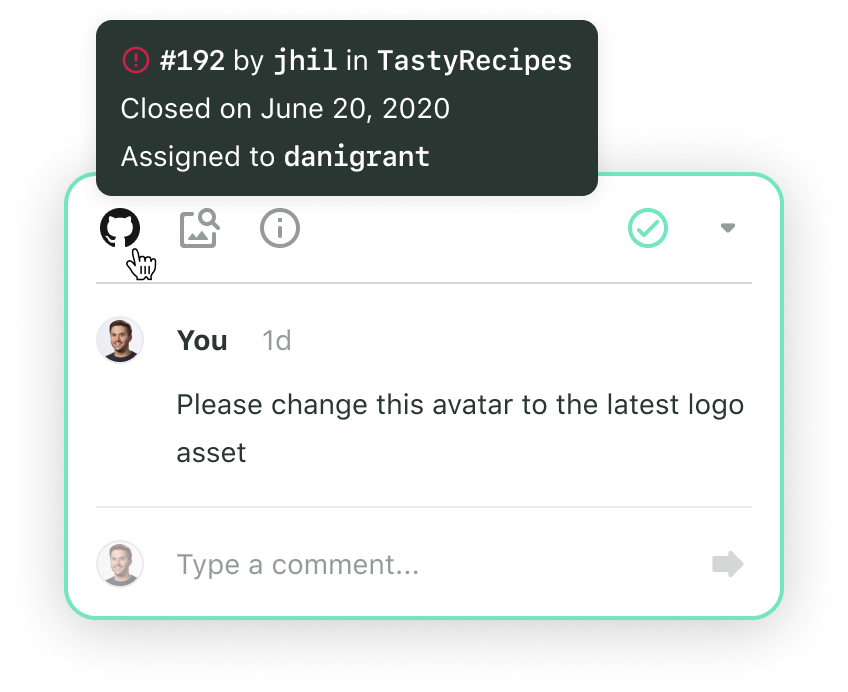 #192 by jhil in TastyRecipes
Closed on June 20, 2020
Assigned to danigrant
You 1d
Please change this avatar to the latest logo
asset
Type a comment...